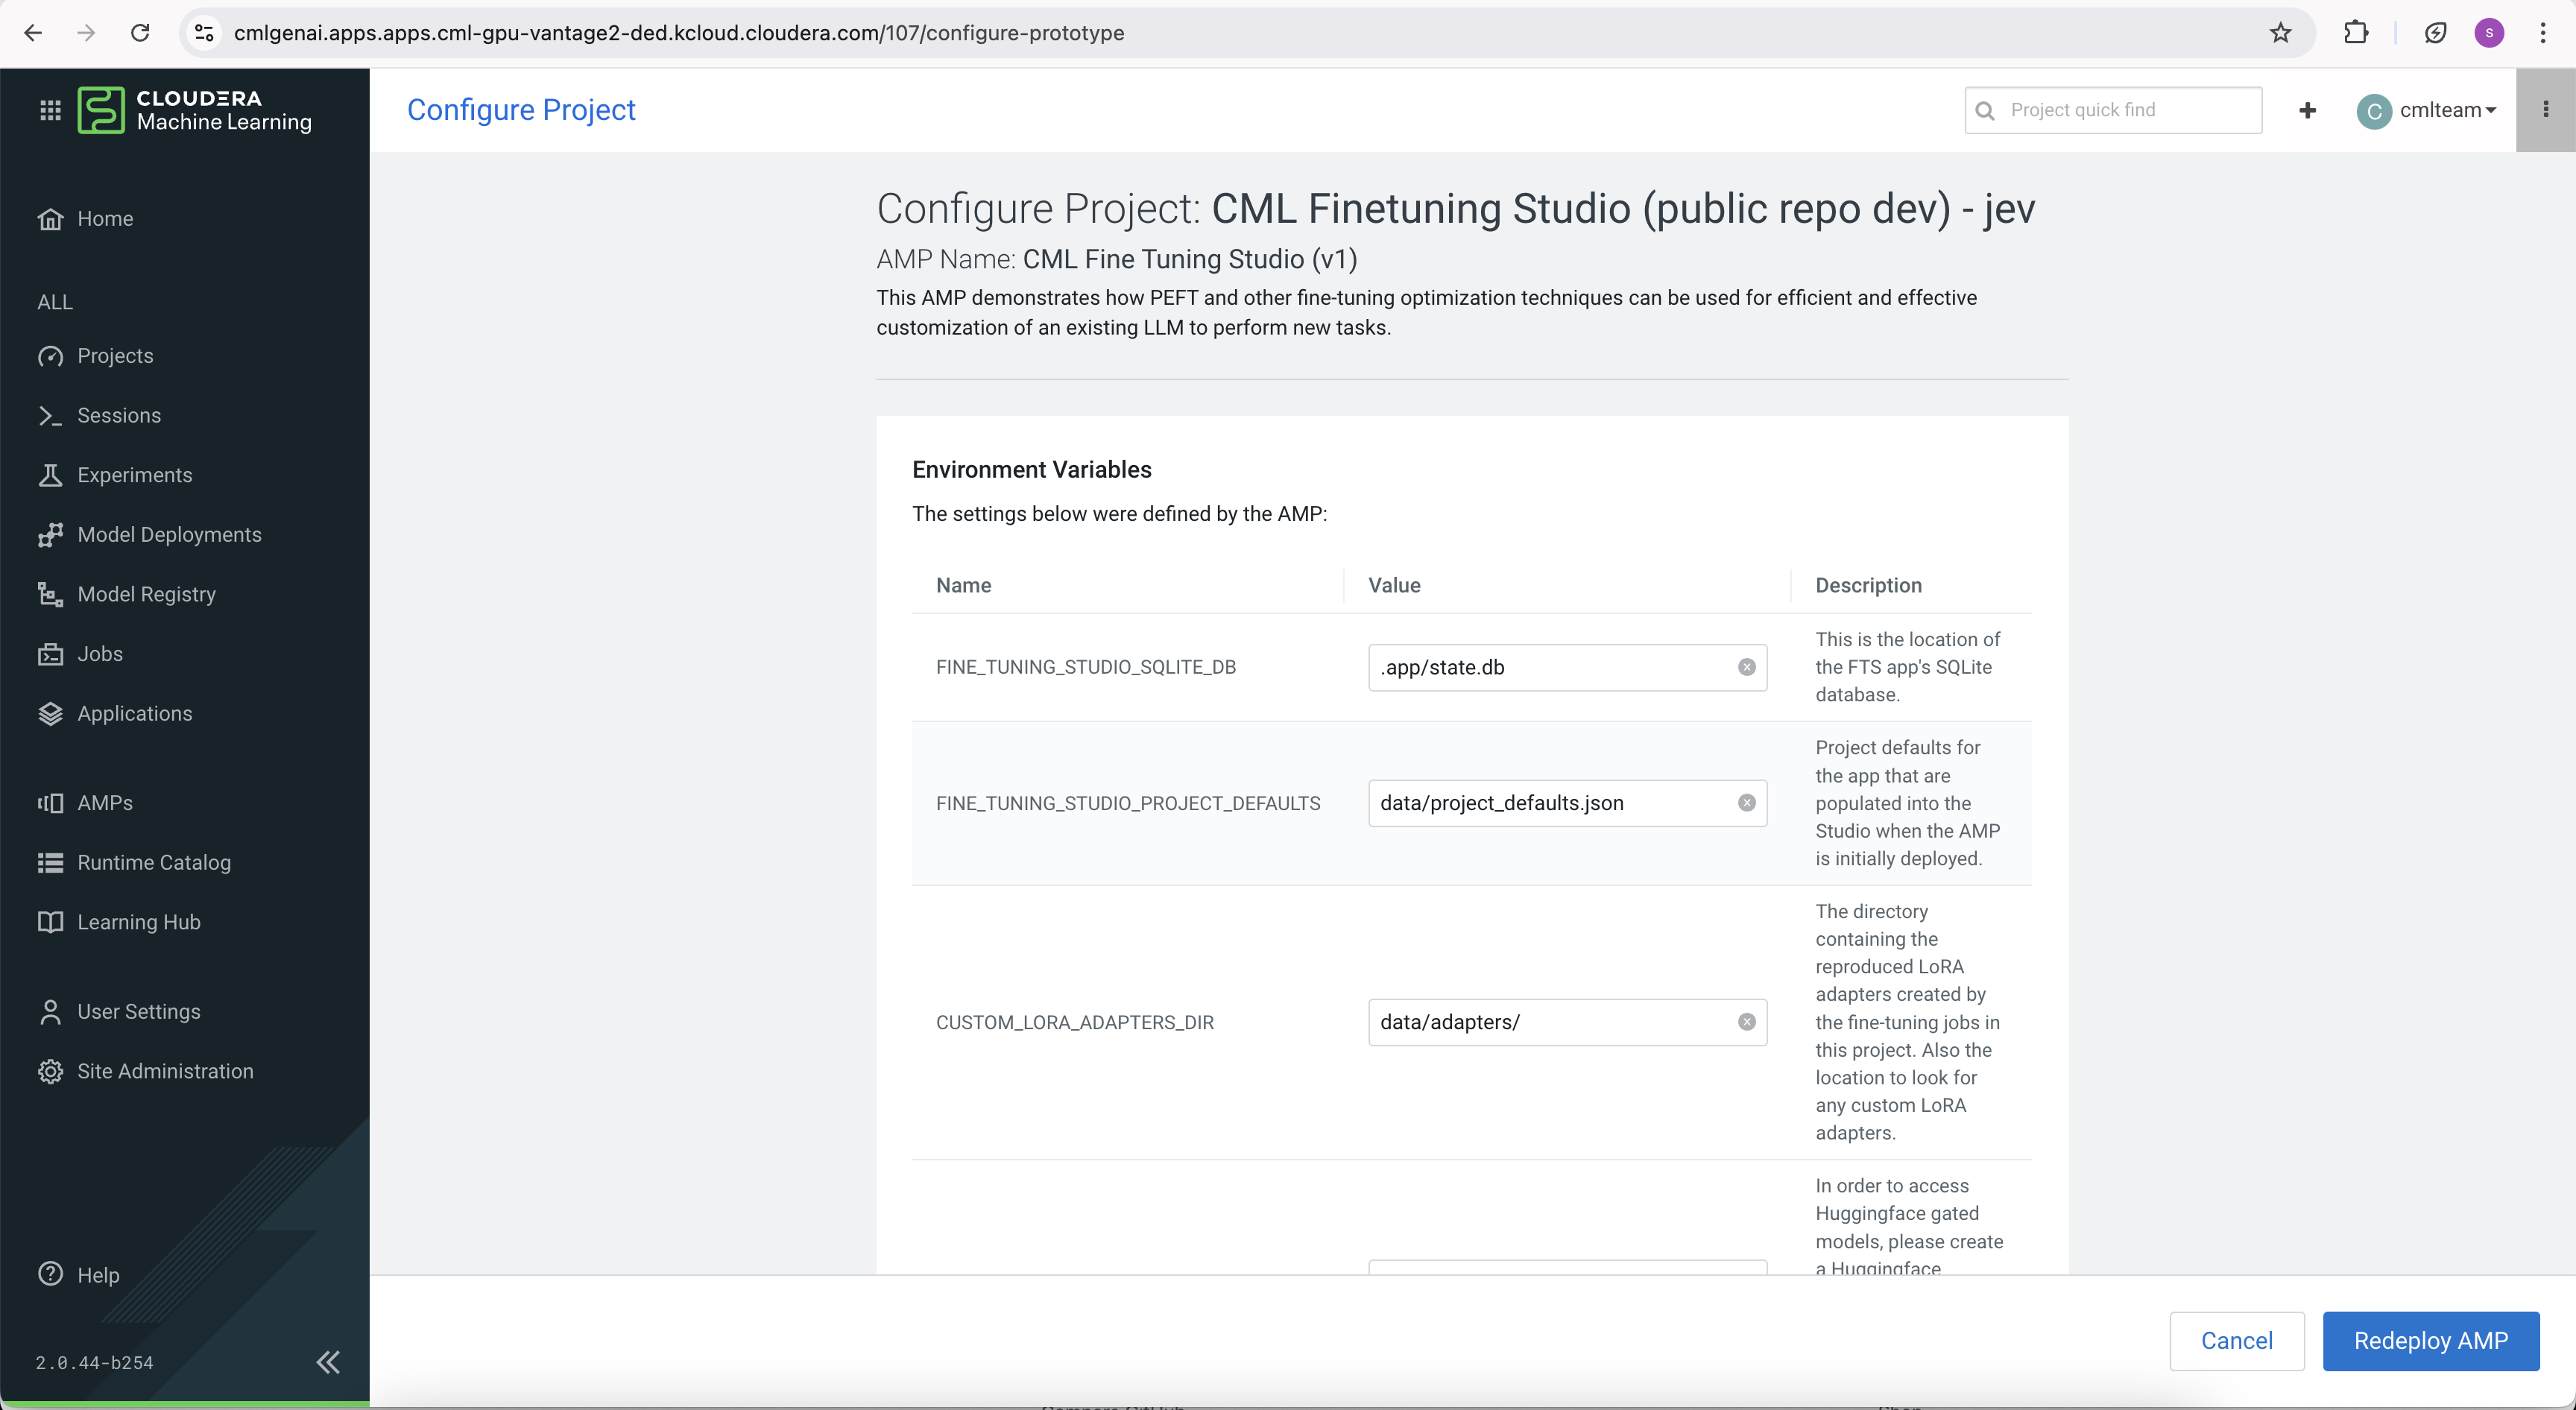 cmlgenai.apps.apps.cml-gpu-vantage2-ded.kcloud.cloudera.com/107/configure-prototype
S
CLOUDERA
Machine Learning
Configure Project
Project quick find
C
cmlteam
Home
ALL
Projects
Sessions
Experiments
Model Deployments
Model Registry
Jobs
Applications
AMPs
Runtime Catalog
Learning Hub
User Settings
Site Administration
Help
2.0.44-b254
Configure Project: CML Finetuning Studio (public repo dev) - jev
AMP Name: CML Fine Tuning Studio (v1)
This AMP demonstrates how PEFT and other fine-tuning optimization techniques can be used for efficient and effective
customization of an existing LLM to perform new tasks.
Environment Variables
The settings below were defined by the AMP:
Name Value Description
FINE_TUNING_STUDIO_SQLITE_DB
.app/state.db
This is the location of
the FTS app's SQLite
database.
FINE_TUNING_STUDIO_PROJECT_DEFAULTS
data/project_defaults.json
Project defaults for
the app that are
populated into the
Studio when the AMP
is initially deployed.
CUSTOM_LORA_ADAPTERS_DIR
data/adapters/
The directory
containing the
reproduced LoRA
adapters created by
the fine-tuning jobs in
this project. Also the
location to look for
any custom LoRA
adapters.
In order to access
Huggingface gated
models, please create
a Huggingface
Cancel
Redeploy AMP